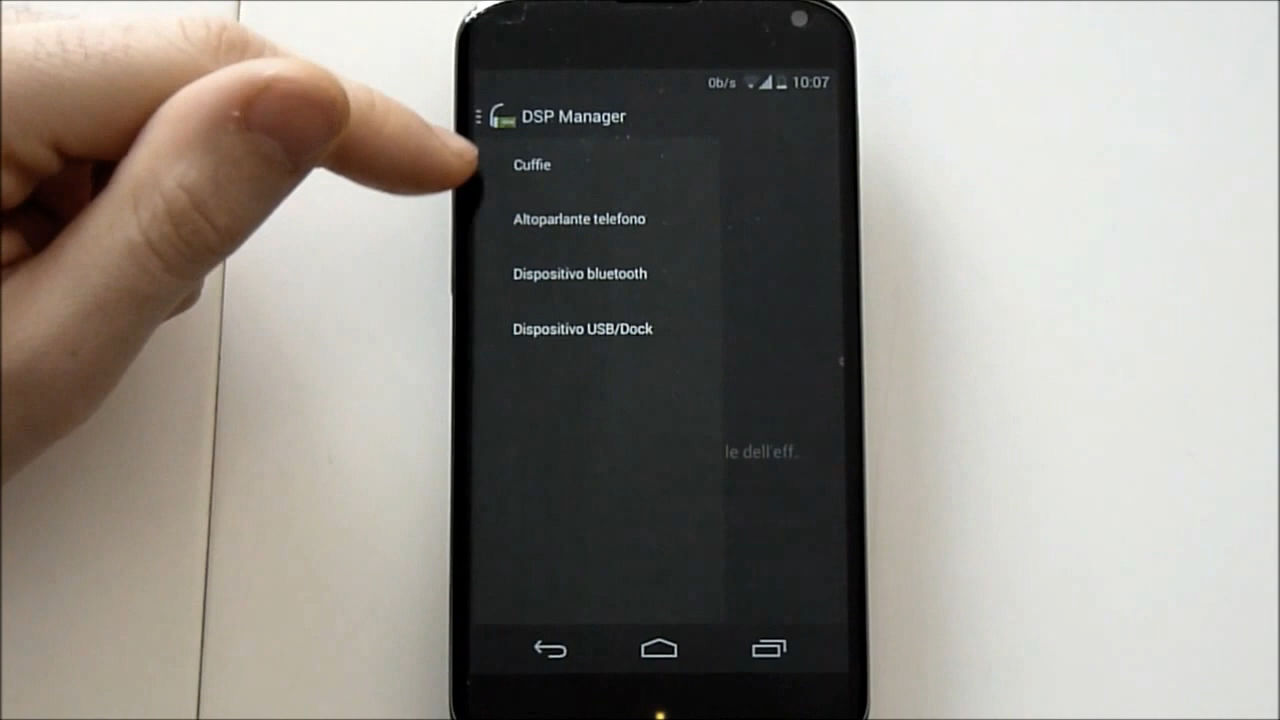 0b/s 10:07
DSP Manager
Cuffie
Altoparlante telefono
Dispositivo bluetooth
Dispositivo USB/Dock
le dell'eff.